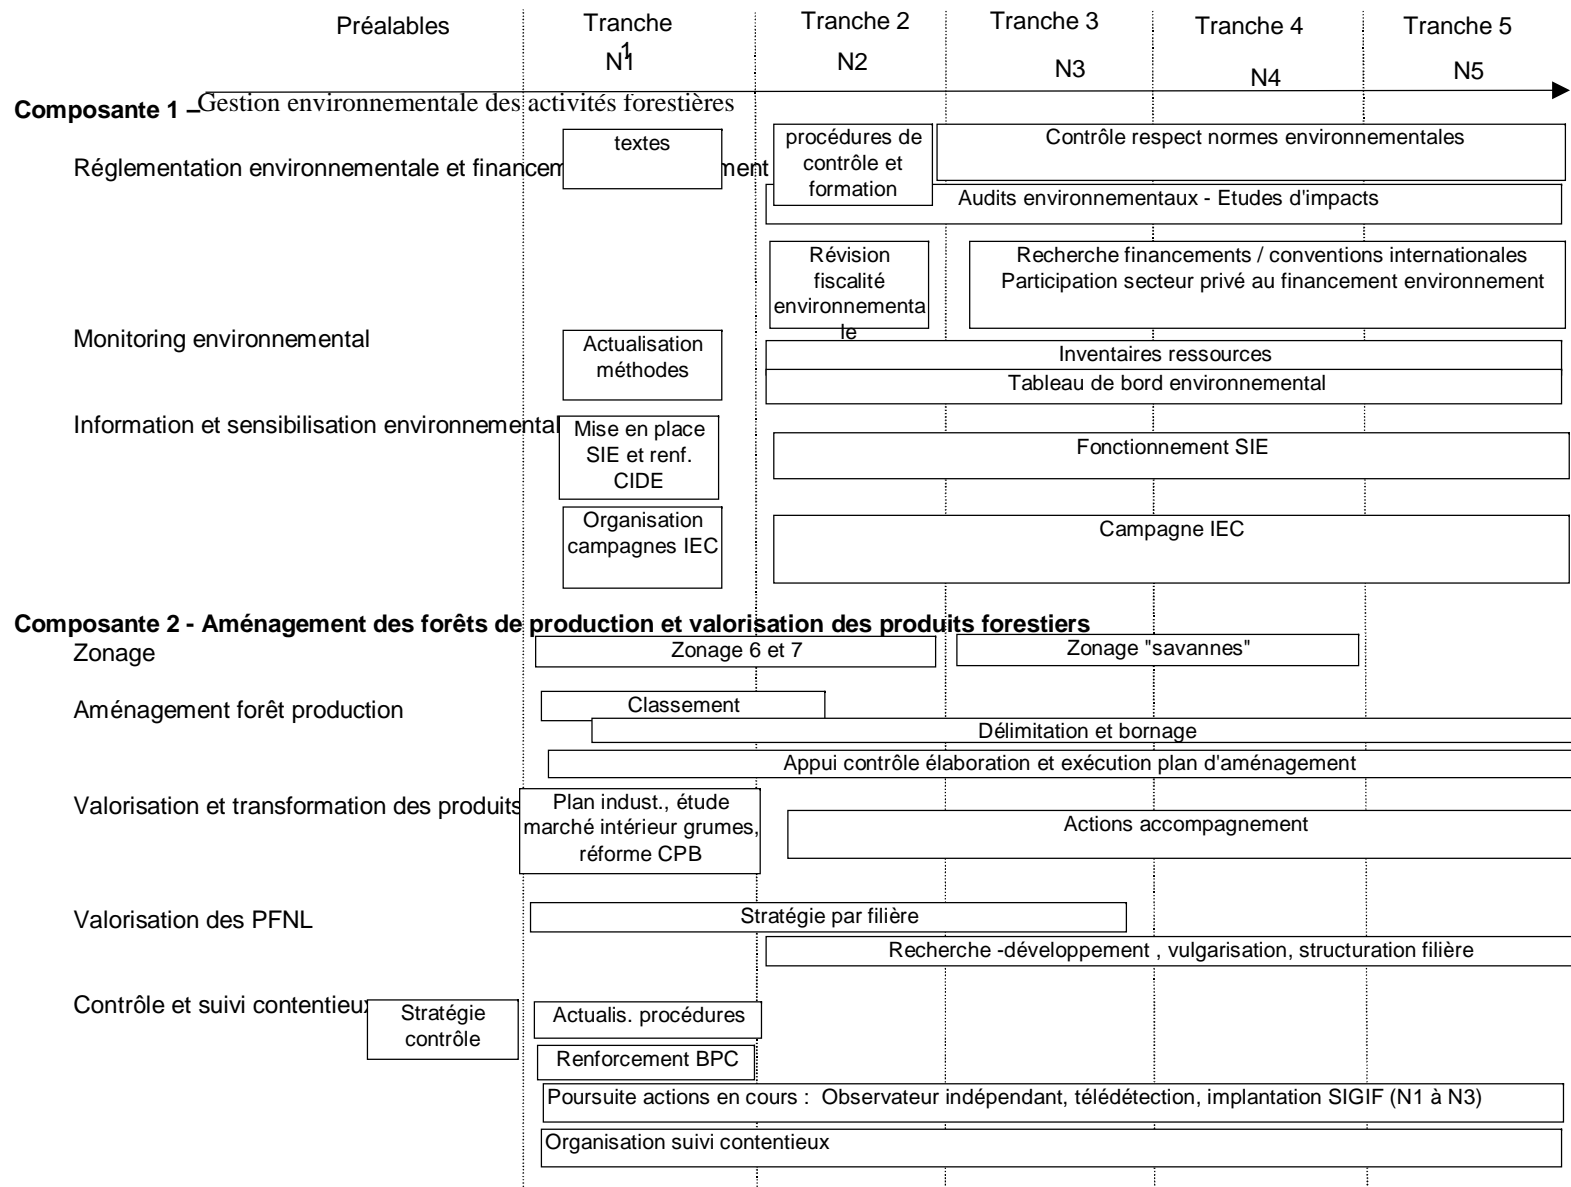 Préalables
Tranche
1
N1
Tranche 2
N2
Tranche 3
N3
Tranche 4
N4
Tranche 5
N5
Composante 1 – Gestion environnementale des activités forestières
Réglementation environnementale et financem
ment
textes
procédures de
contrôle et
formation
Contrôle respect normes environnementales
Audits environnementaux - Etudes d'impacts
Révision
fiscalité
environnementa
le
Recherche financements / conventions internationales
Participation secteur privé au financement environnement
Monitoring environnemental
Actualisation
méthodes
Inventaires ressources
Tableau de bord environnemental
Information et sensibilisation environnemental
Mise en place
SIE et renf.
CIDE
Fonctionnement SIE
Organisation
campagnes IEC
Campagne IEC
Composante 2 - Aménagement des forêts de production et valorisation des produits forestiers
Zonage
Zonage 6 et 7
Zonage "savannes"
Aménagement forêt production
Classement
Délimitation et bornage
Appui contrôle élaboration et exécution plan d'aménagement
Valorisation et transformation des produits
Plan indust., étude
marché intérieur grumes,
réforme CPB
Actions accompagnement
Valorisation des PFNL
Stratégie par filière
Recherche -développement , vulgarisation, structuration filière
Contrôle et suivi contentieux
Stratégie
contrôle
Actualis. procédures
Renforcement BPC
Poursuite actions en cours : Observateur indépendant, télédétection, implantation SIGIF (N1 à N3)
Organisation suivi contentieux